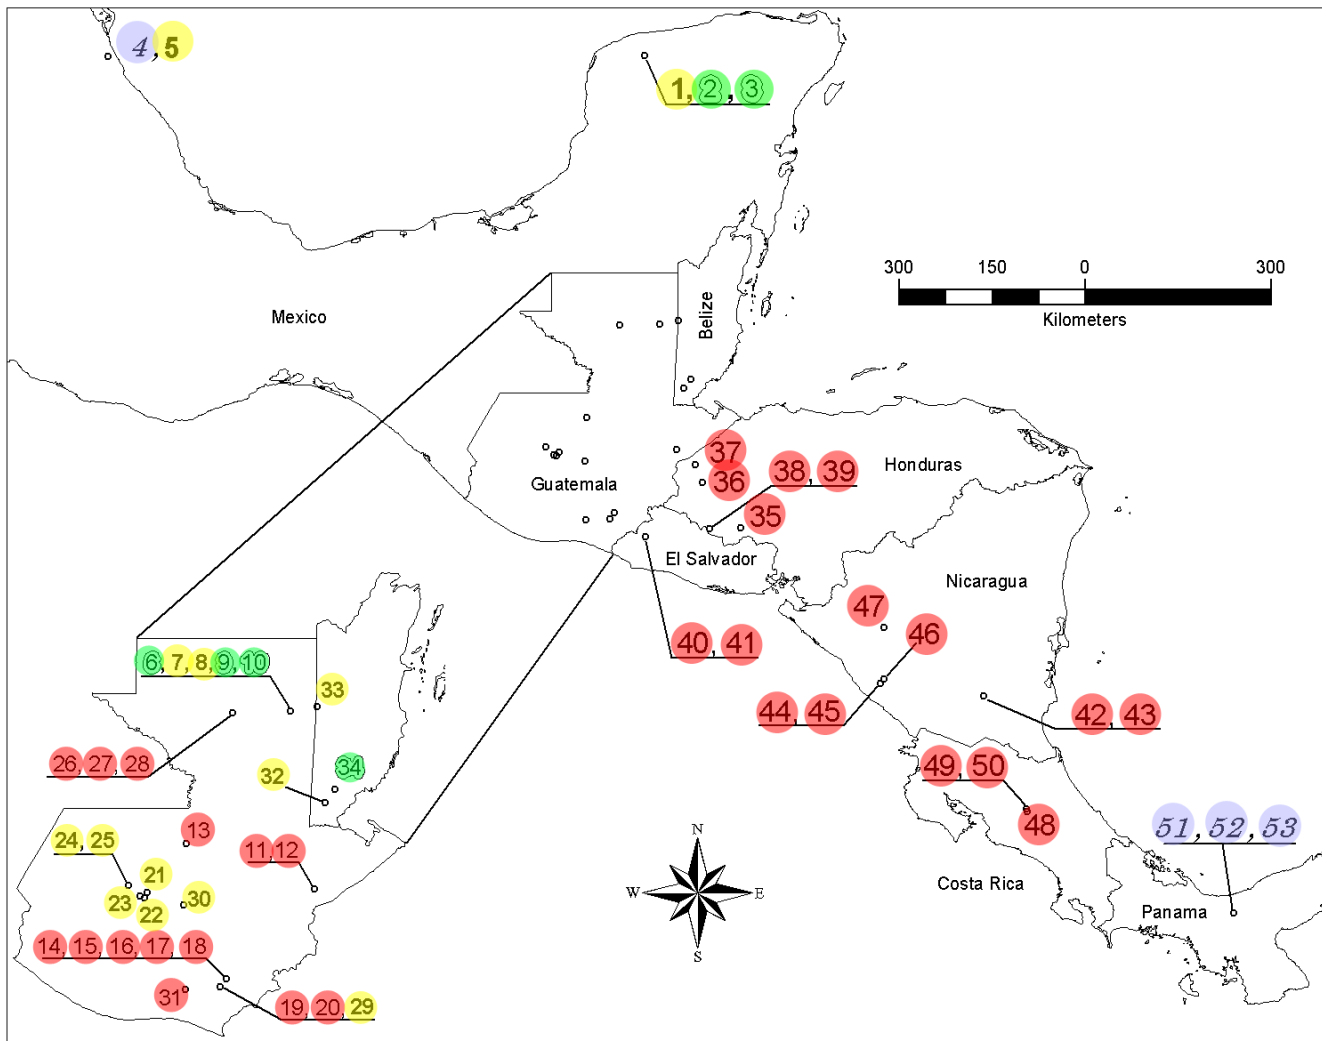 4, 5
1, 2, 3
300 150 0 300
Kilometers
Mexico
Belize
Guatemala
37
36
38, 39
35
Honduras
El Salvador
Nicaragua
47
46
40, 41
44, 45
42, 43
6, 7, 8, 9, 10
33
26, 27, 28
32
34
49, 50
48
13
24, 25
11, 12
21
23
22
30
51, 52, 53
N
W E
S
Costa Rica
Panama
14, 15, 16, 17, 18
31
19, 20, 29